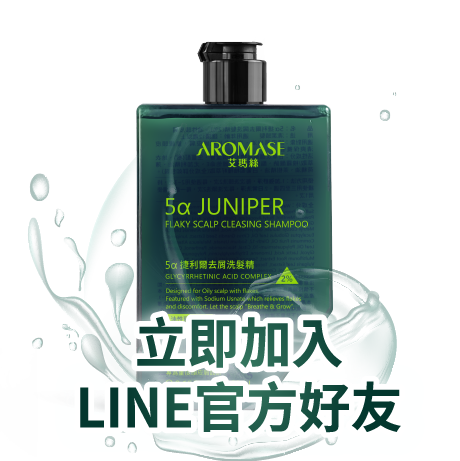 AROMASE
艾瑪絲
5α JUNIPER
FLAKY SCALP CLEASING SHAMPOO
5α 捷利爾去屑洗髮精
GLYCYRRHETINIC ACID COMPLEX 2%
Designed for Oily scalp with flakes.
Featured with Sodium Usnate which relieves flakes
and discomfort. Let the scalp "Breathe & Grow".
立即加入
LINE官方好友